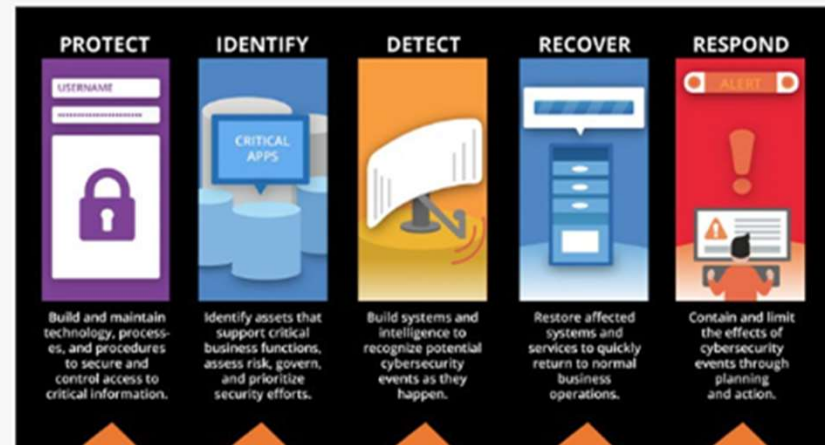 PROTECT
IDENTIFY
DETECT
RECOVER
RESPOND
USERNAME
CRITICAL
APPS
ALERT
Build and maintain
technology, process-
es, and procedures
to secure and
control access to
critical information.
Identify assets that
support critical
business functions,
assess risk, govern,
and prioritize
security efforts.
Build systems and
intelligence to
recognize potential
cybersecurity
events as they
happen.
Restore affected
systems and
services to quickly
return to normal
business
operations.
Contain and limit
the effects of
cybersecurity
events through
planning
and action.